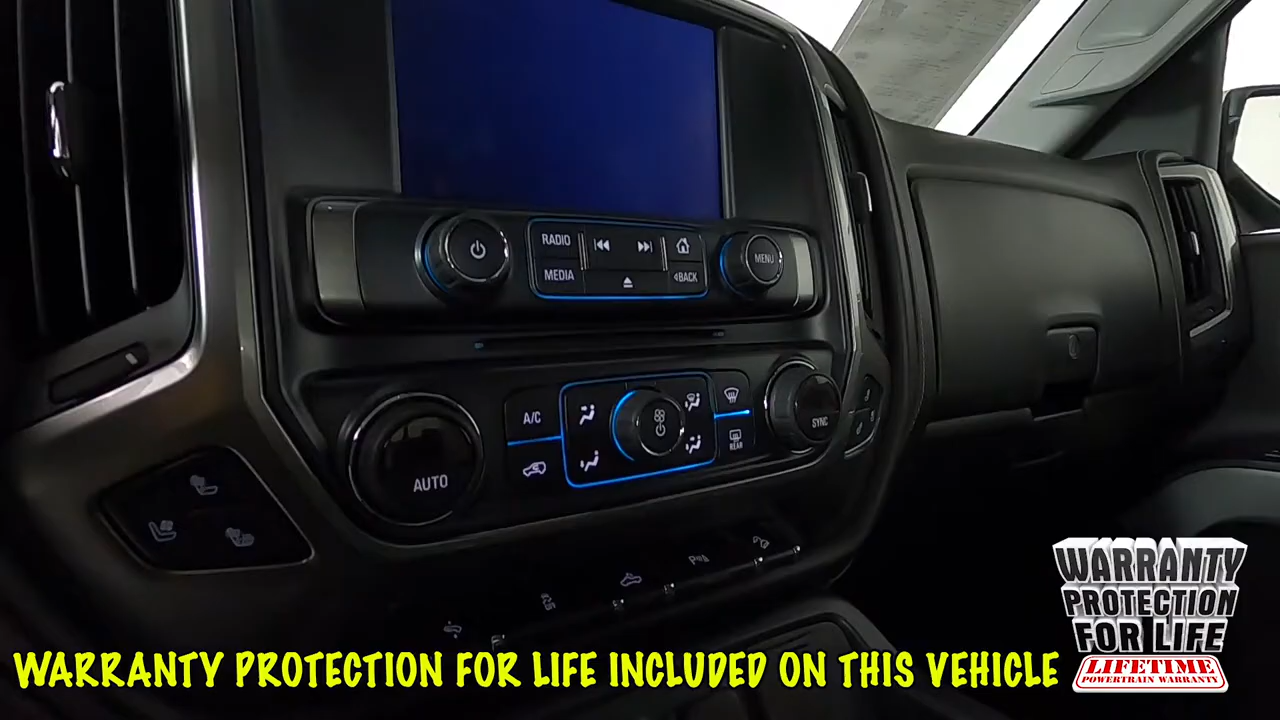 RADIO
MEDIA
BACK
MENU
A/C
AUTO
REAR
SYNC
WARRANTY
PROTECTION
FOR LIFE
LIFETIME
POWERTRAIN WARRANTY
WARRANTY PROTECTION FOR LIFE INCLUDED ON THIS VEHICLE